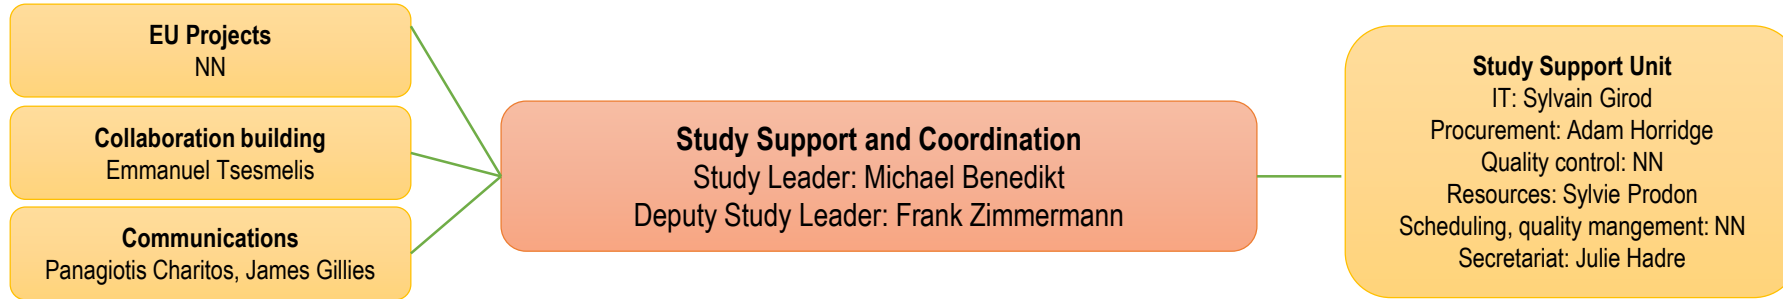 EU Projects
NN
Collaboration building
Emmanuel Tsesmelis
Communications
Panagiotis Charitos, James Gillies
Study Support and Coordination
Study Leader: Michael Benedikt
Deputy Study Leader: Frank Zimmermann
Study Support Unit
IT: Sylvain Girod
Procurement: Adam Horridge
Quality control: NN
Resources: Sylvie Prodon
Scheduling, quality mangement: NN
Secretariat: Julie Hadre